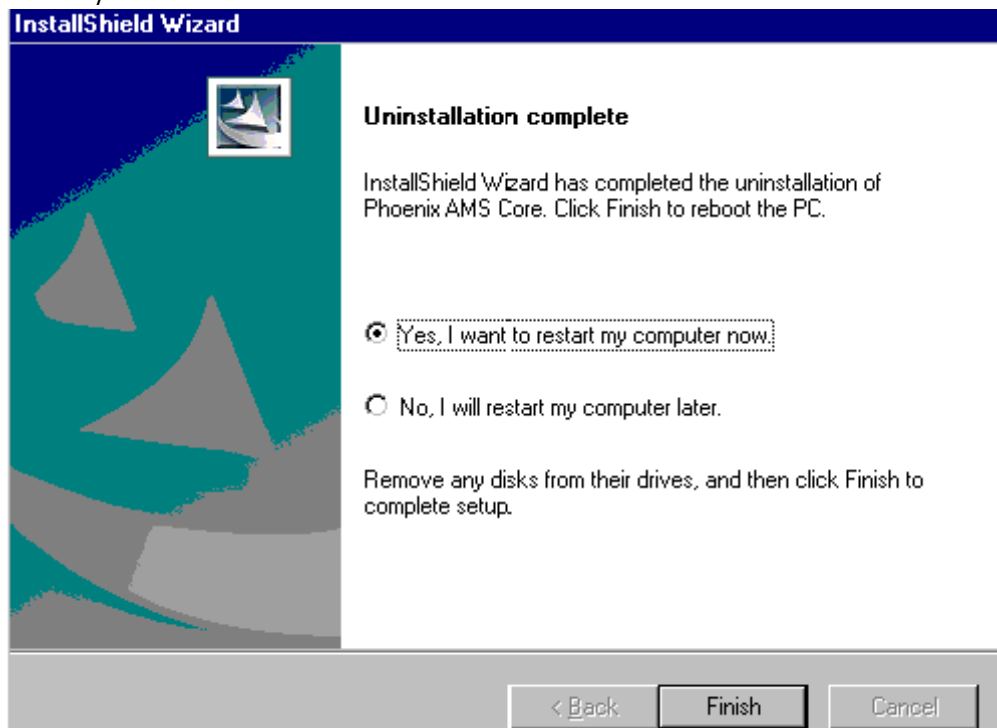 InstallShield Wizard
Uninstallation complete
InstallShield Wizard has completed the uninstallation of
Phoenix AMS Core. Click Finish to reboot the PC.
Yes, I want to restart my computer now.
No, I will restart my computer later.
Remove any disks from their drives, and then click Finish to
complete setup.
< Back
Finish
Cancel